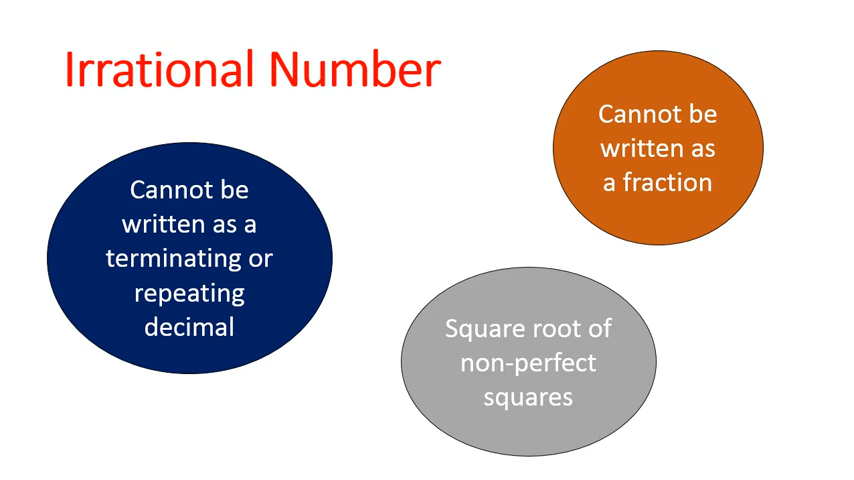 Irrational Number
Cannot be
written as a
terminating or
repeating
decimal
Cannot be
written as
a fraction
Square root of
non-perfect
squares